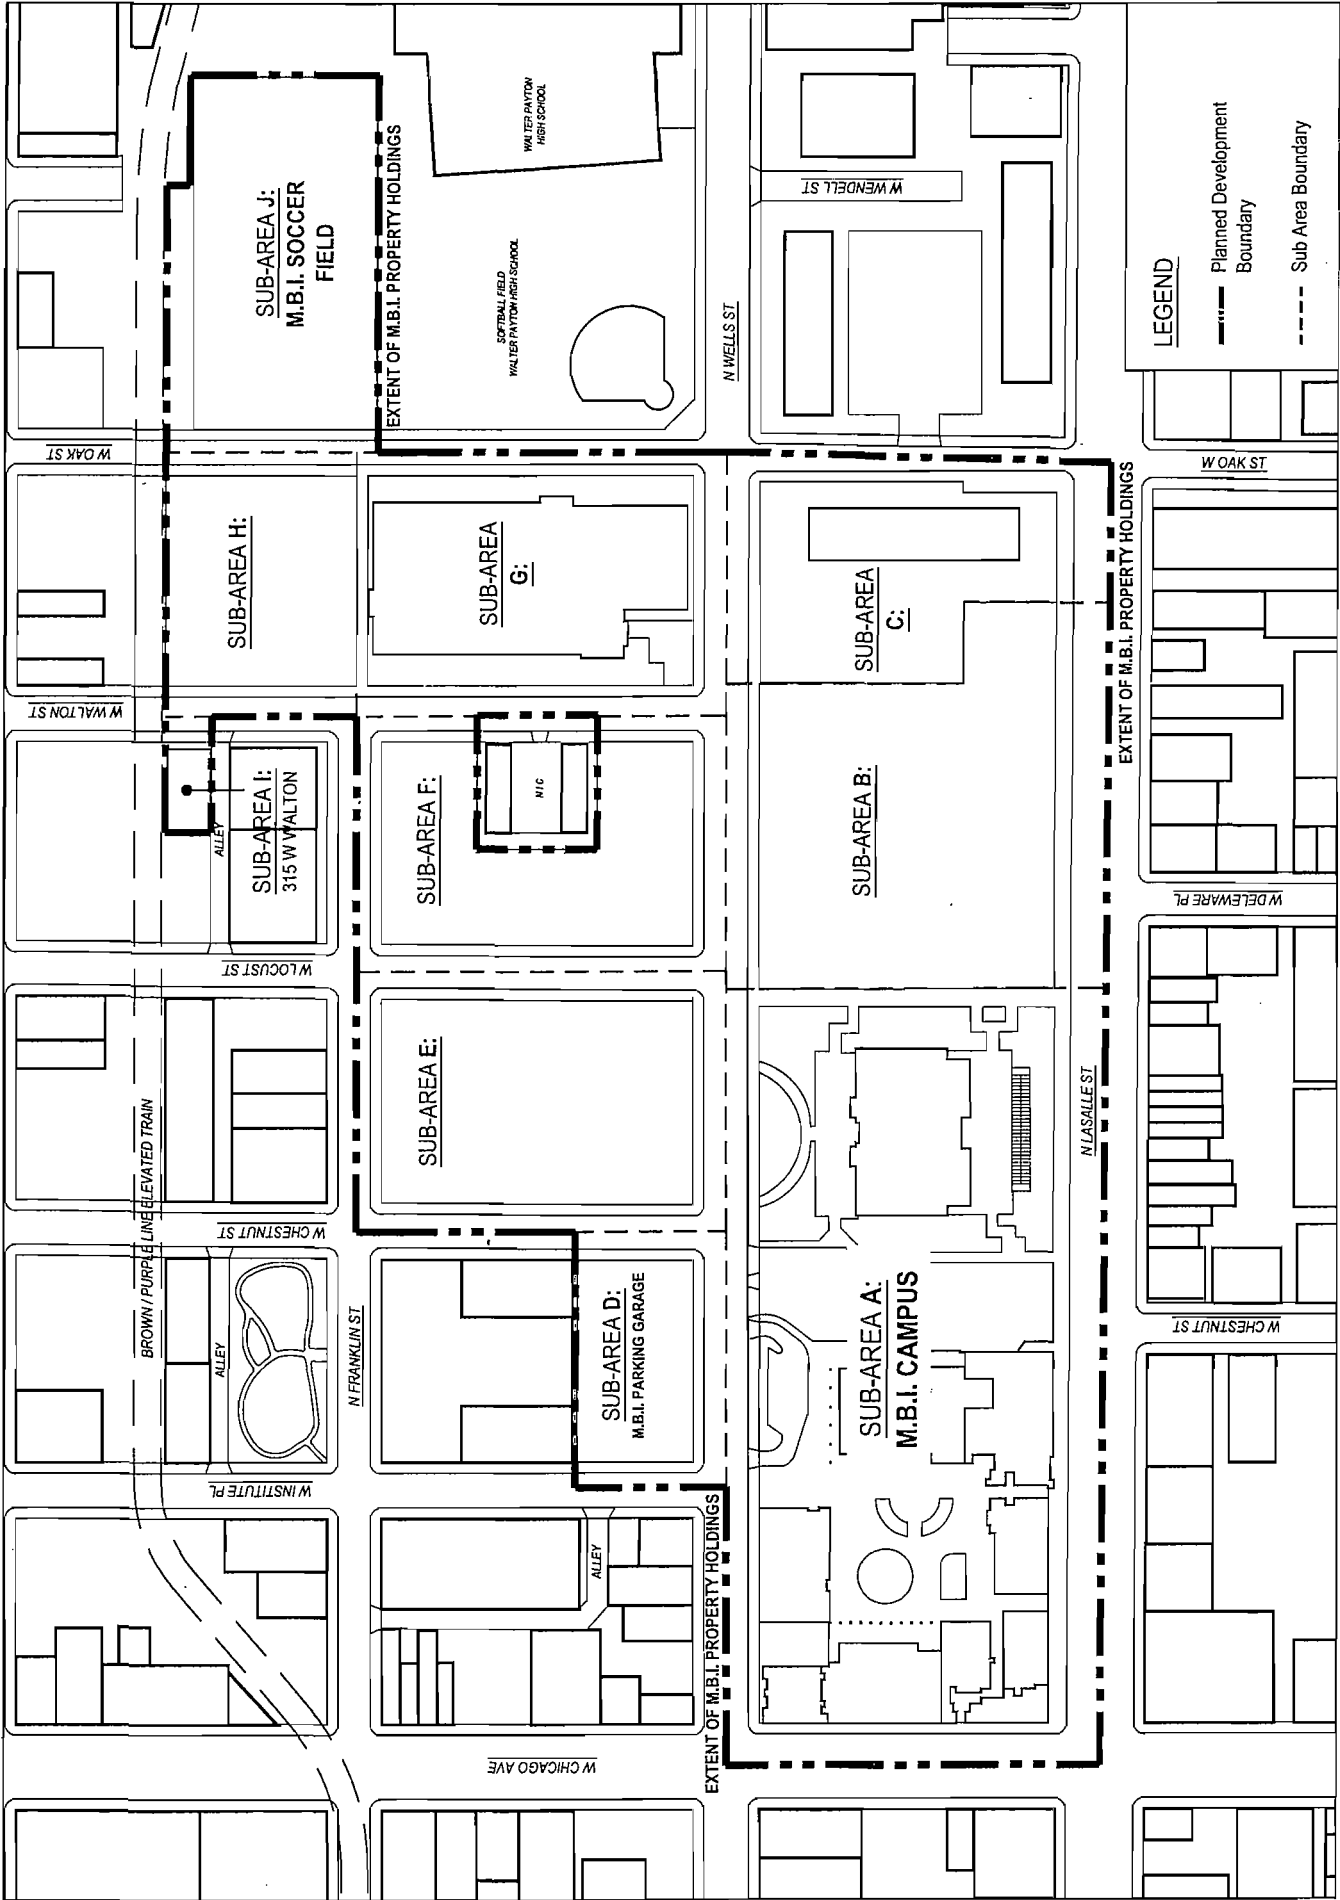 BROWN / PURPLE LINE ELEVATED TRAIN
W OAK ST
W WALTON ST
W LOCUST ST
W CHESTNUT ST
W INSTITUTE PL
W CHICAGO AVE
N FRANKLIN ST
ALLEY
ALLEY
ALLEY
SUB-AREA J:
M.B.I. SOCCER
FIELD
EXTENT OF M.B.I. PROPERTY HOLDINGS
WALTER PAYTON
HIGH SCHOOL
SOFTBALL FIELD
WALTER PAYTON HIGH SCHOOL
SUB-AREA H:
SUB-AREA
G:
SUB-AREA I:
315 W WALTON
SUB-AREA F:
NIC
SUB-AREA E:
SUB-AREA D:
M.B.I. PARKING GARAGE
EXTENT OF M.B.I. PROPERTY HOLDINGS
N WELLS ST
W WENDELL ST
SUB-AREA
C:
SUB-AREA B:
SUB-AREA A:
M.B.I. CAMPUS
N LASALLE ST
EXTENT OF M.B.I. PROPERTY HOLDINGS
W OAK ST
W DELEWARE PL
W CHESTNUT ST
LEGEND
Planned Development
Boundary
Sub Area Boundary